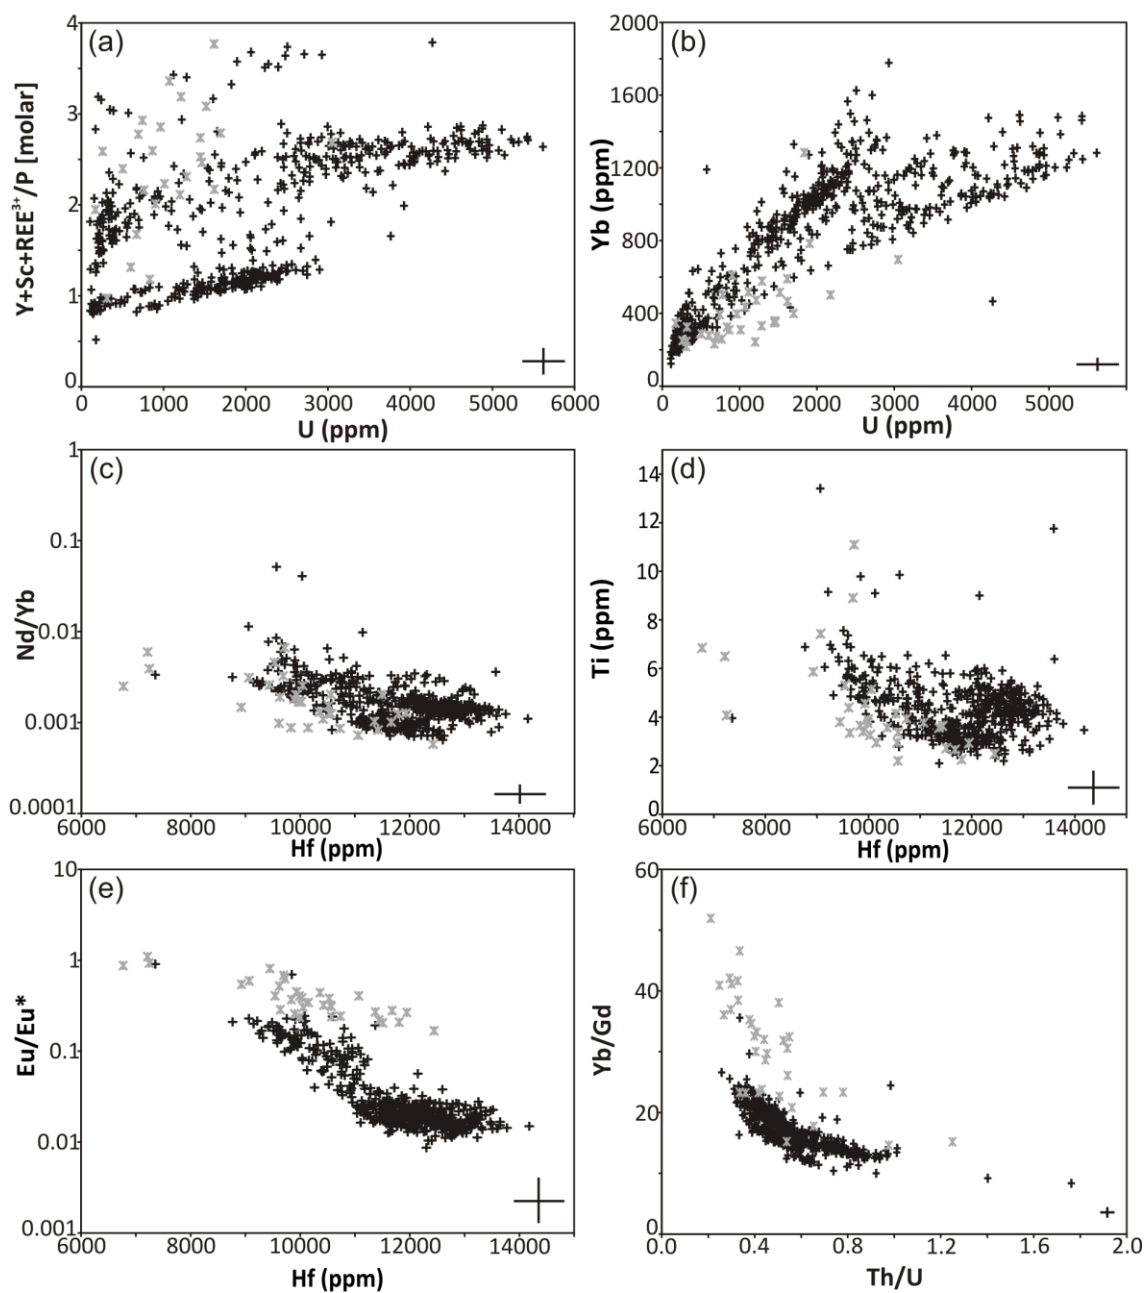 (a)
Y+Sc+REE³⁺/P [molar]
4
3
2
1
0
0 1000 2000 3000 4000 5000 6000
U (ppm)
(b)
Yb (ppm)
2000
1600
1200
800
400
0
0 1000 2000 3000 4000 5000
U (ppm)
(c)
Nd/Yb
1
0.1
0.01
0.001
0.0001
6000 8000 10000 12000 14000
Hf (ppm)
(d)
Ti (ppm)
14
12
10
8
6
4
2
0
6000 8000 10000 12000 14000
Hf (ppm)
(e)
Eu/Eu*
10
1
0.1
0.01
0.001
6000 8000 10000 12000 14000
Hf (ppm)
(f)
Yb/Gd
60
40
20
0
0.0 0.4 0.8 1.2 1.6 2.0
Th/U